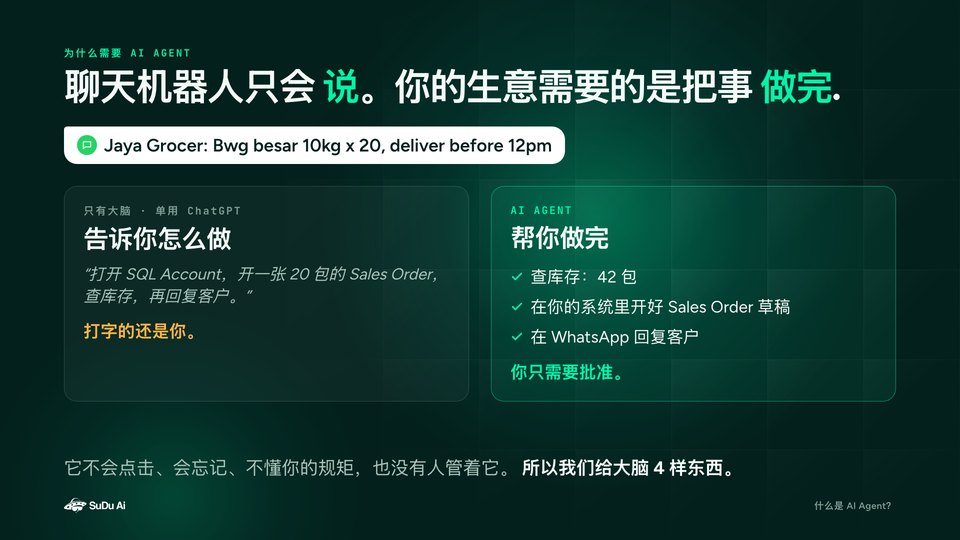 为什么需要 AI AGENT
聊天机器人只会 说。你的生意需要的是把事 做完.
Jaya Grocer: Bwg besar 10kg x 20, deliver before 12pm
只有大脑 · 单用 ChatGPT
告诉你怎么做
“打开 SQL Account，开一张 20 包的 Sales Order，
查库存，再回复客户。”
打字的还是你。
AI AGENT
帮你做完
查库存：42 包
在你的系统里开好 Sales Order 草稿
在 WhatsApp 回复客户
你只需要批准。
它不会点击、会忘记、不懂你的规矩，也没有人管着它。所以我们给大脑 4 样东西。
SuDu Ai
什么是 AI Agent?